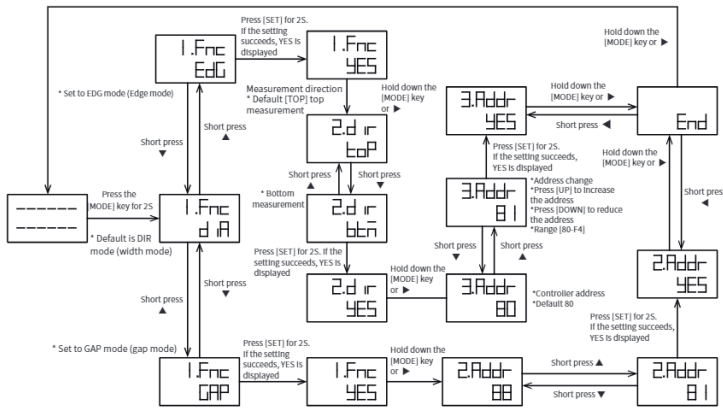 Press [SET] for 2S.
If the setting
succeeds, YES is
displayed
Hold down the
[MODE] key or ▶
1.Fnc
EdG
1.Fnc
YES
* Set to EDG mode (Edge mode)
Measurement direction
* Default [TOP] top
measurement
Hold down the
[MODE] key
or ▶
3.Addr
YES
Hold down the
[MODE] key or ▶
Short press ◀
End
Short press
▼
Short press
▲
2.dir
toP
Press [SET] for 2S.
If the setting succeeds,
YES is displayed
Hold down the
[MODE] key
or ▶
Short press
◀
------
------
Press the
[MODE] key for 2S
* Default is DIR
mode (width mode)
1.Fnc
diA
* Bottom
measurement
Short press
▲
Short press
▼
2.dir
btm
3.Addr
81
*Address change
*Press [UP] to increase
the address
*Press [DOWN] to reduce
the address
*Range [80-F4]
Press [SET] for 2S. If the
setting succeeds, YES is
displayed
Hold down the
[MODE] key
or ▶
Short press
▼
Short press
▲
2.Addr
YES
2.dir
YES
3.Addr
80
*Controller address
*Default 80
Short press
▲
Short press
▼
Press [SET] for 2S.
If the setting succeeds,
YES is displayed
* Set to GAP mode (gap mode)
Press [SET] for 2S.
If the setting
succeeds, YES is
displayed
Hold down the
[MODE] key
or ▶
1.Fnc
GAP
1.Fnc
YES
2.Addr
80
Short press ▲
Short press ▼
2.Addr
81